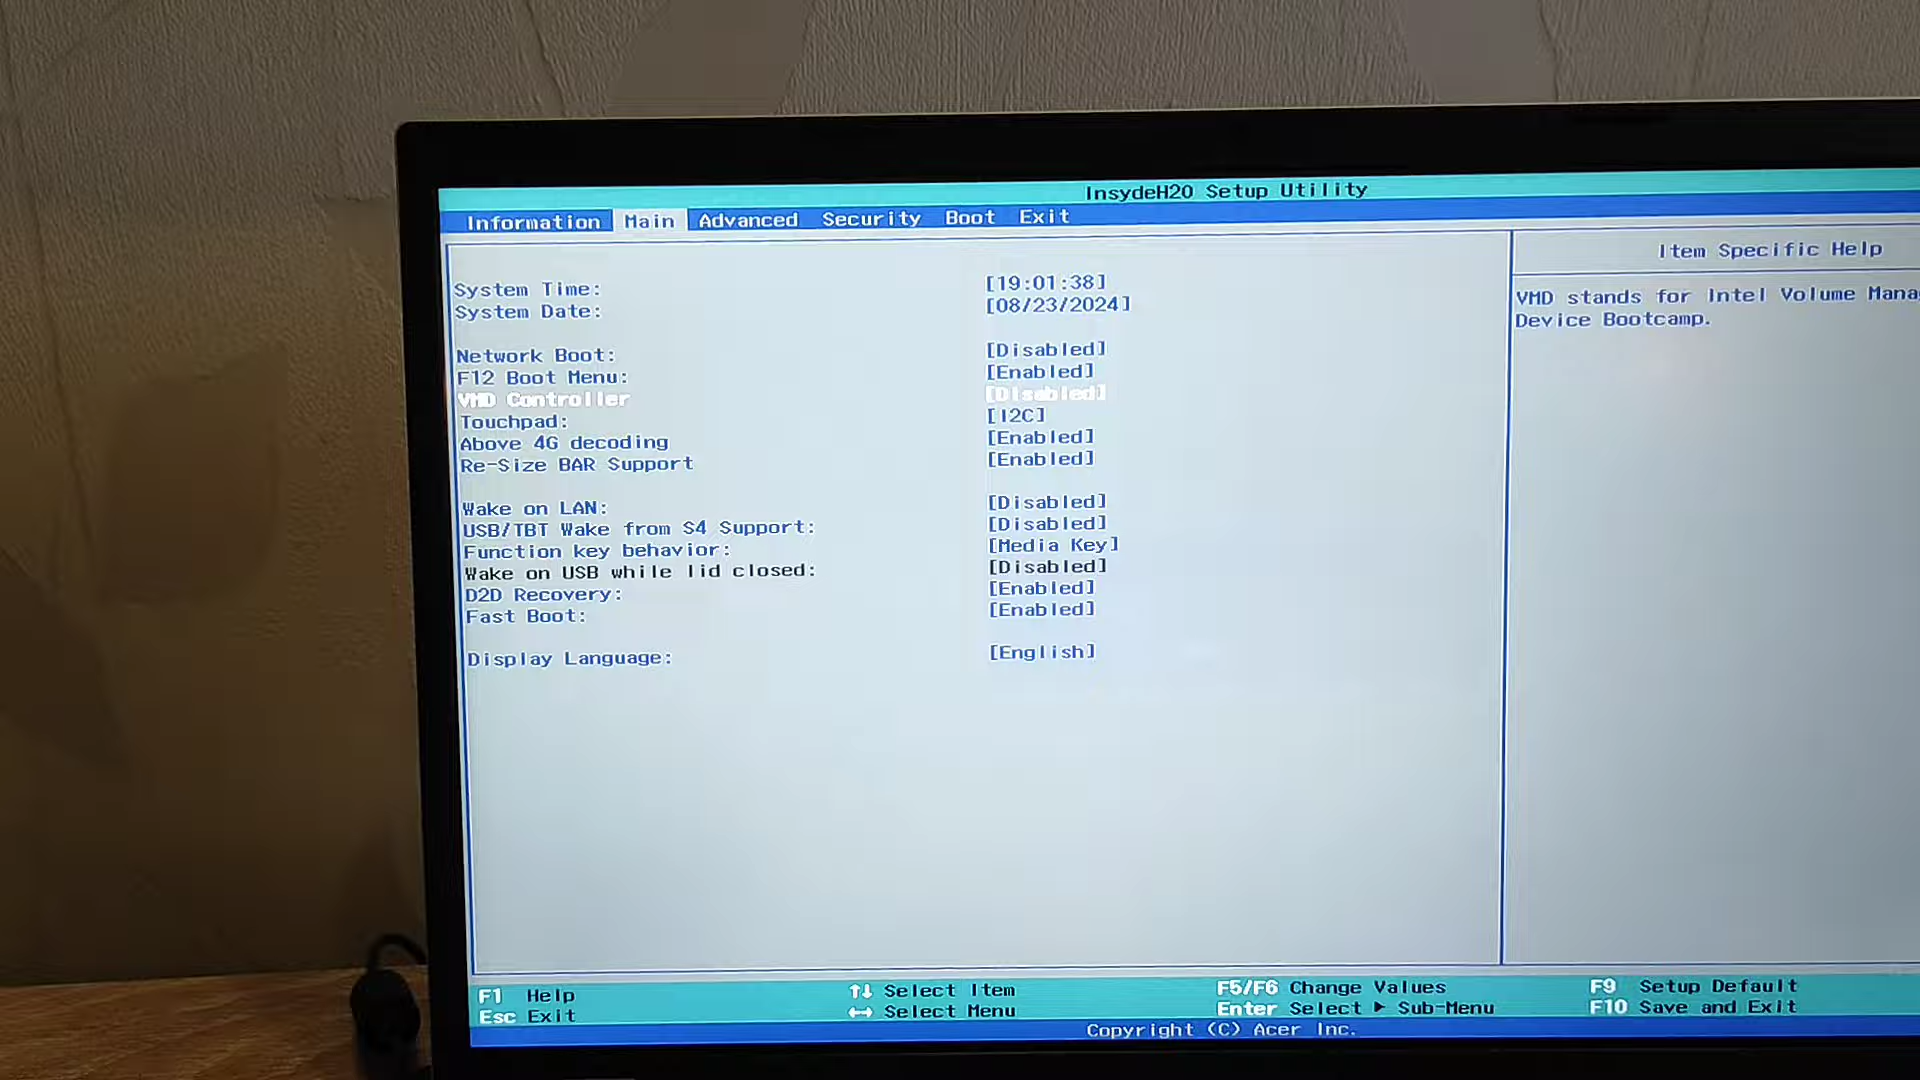 InsydeH20 Setup Utility
Information Main Advanced Security Boot Exit
Item Specific Help
System Time: [19:01:38]
System Date: [08/23/2024]
VMD stands for Intel Volume Mana
Device Bootcamp.
Network Boot: [Disabled]
F12 Boot Menu: [Enabled]
VMD Controller [Disabled]
Touchpad: [I2C]
Above 4G decoding [Enabled]
Re-Size BAR Support [Enabled]
Wake on LAN: [Disabled]
USB/TBT Wake from S4 Support: [Disabled]
Function key behavior: [Media Key]
Wake on USB while lid closed: [Disabled]
D2D Recovery: [Enabled]
Fast Boot: [Enabled]
Display Language: [English]
F1 Help ↑↓ Select Item F5/F6 Change Values F9 Setup Default
Esc Exit ↔ Select Menu Enter Select ▶ Sub-Menu F10 Save and Exit
Copyright (C) Acer Inc.